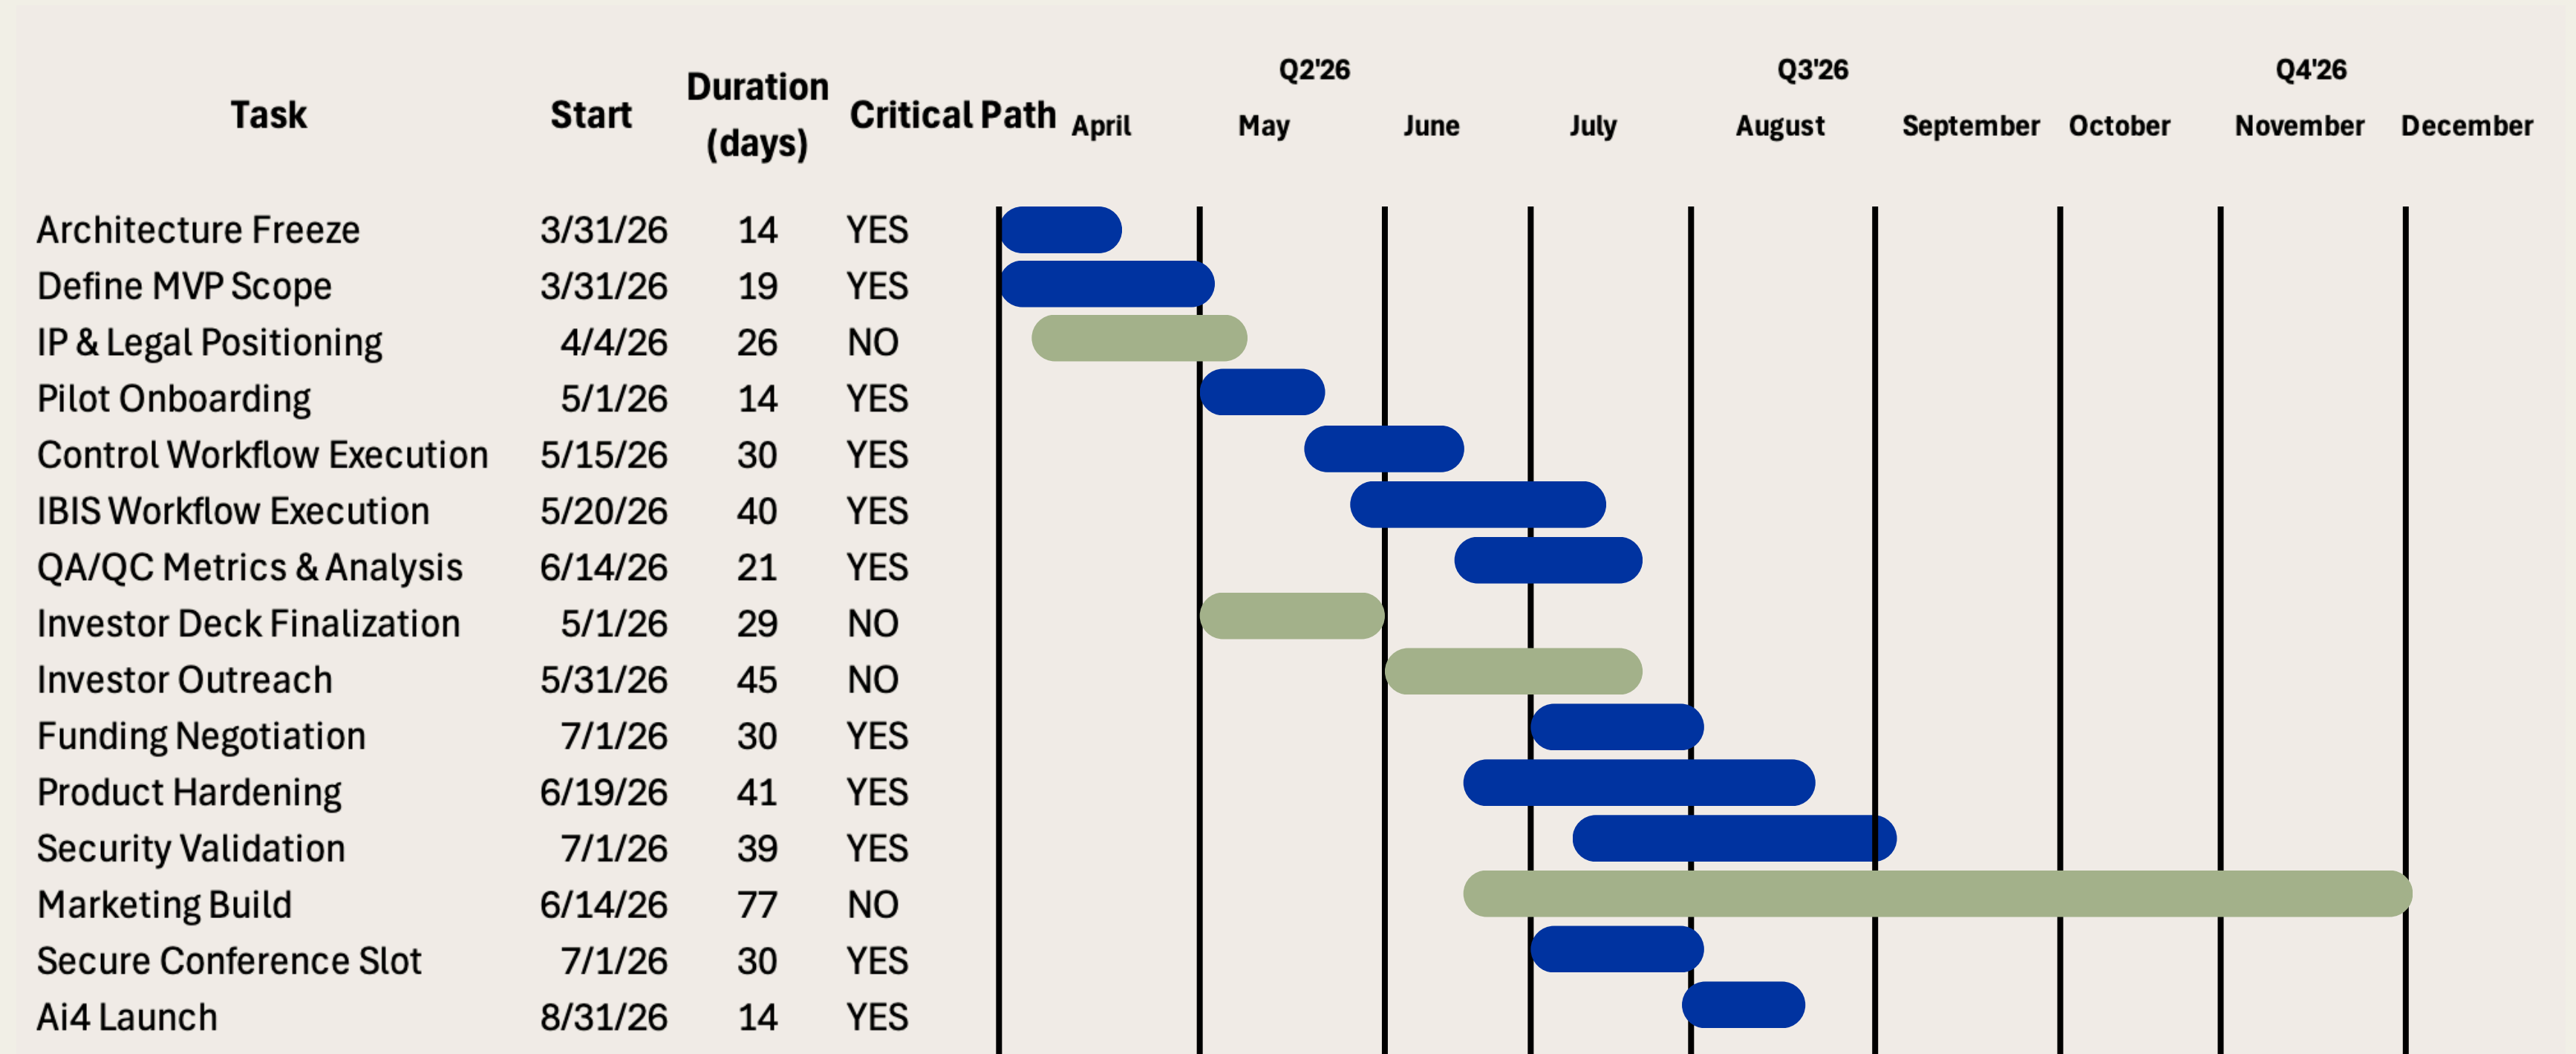 Q2'26 Q3'26 Q4'26
Task Start Duration (days) Critical Path April May June July August September October November December
Architecture Freeze 3/31/26 14 YES
Define MVP Scope 3/31/26 19 YES
IP & Legal Positioning 4/4/26 26 NO
Pilot Onboarding 5/1/26 14 YES
Control Workflow Execution 5/15/26 30 YES
IBIS Workflow Execution 5/20/26 40 YES
QA/QC Metrics & Analysis 6/14/26 21 YES
Investor Deck Finalization 5/1/26 29 NO
Investor Outreach 5/31/26 45 NO
Funding Negotiation 7/1/26 30 YES
Product Hardening 6/19/26 41 YES
Security Validation 7/1/26 39 YES
Marketing Build 6/14/26 77 NO
Secure Conference Slot 7/1/26 30 YES
Ai4 Launch 8/31/26 14 YES